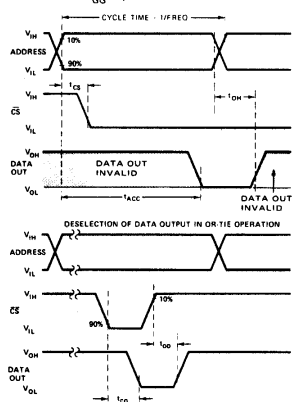 GG
CYCLE TIME - 1/FREQ
VIH
10%
ADDRESS
90%
VIL
tCS
VIH
tOH
CS
VIL
VOH
DATA OUT
DATA OUT INVALID
VOL
tACC
DATA OUT INVALID
DESELECTION OF DATA OUTPUT IN OR-TIE OPERATION
VIH
ADDRESS
VIL
VIH
10%
CS
90%
VIL
tOD
VOH
DATA OUT
VOL
tCO